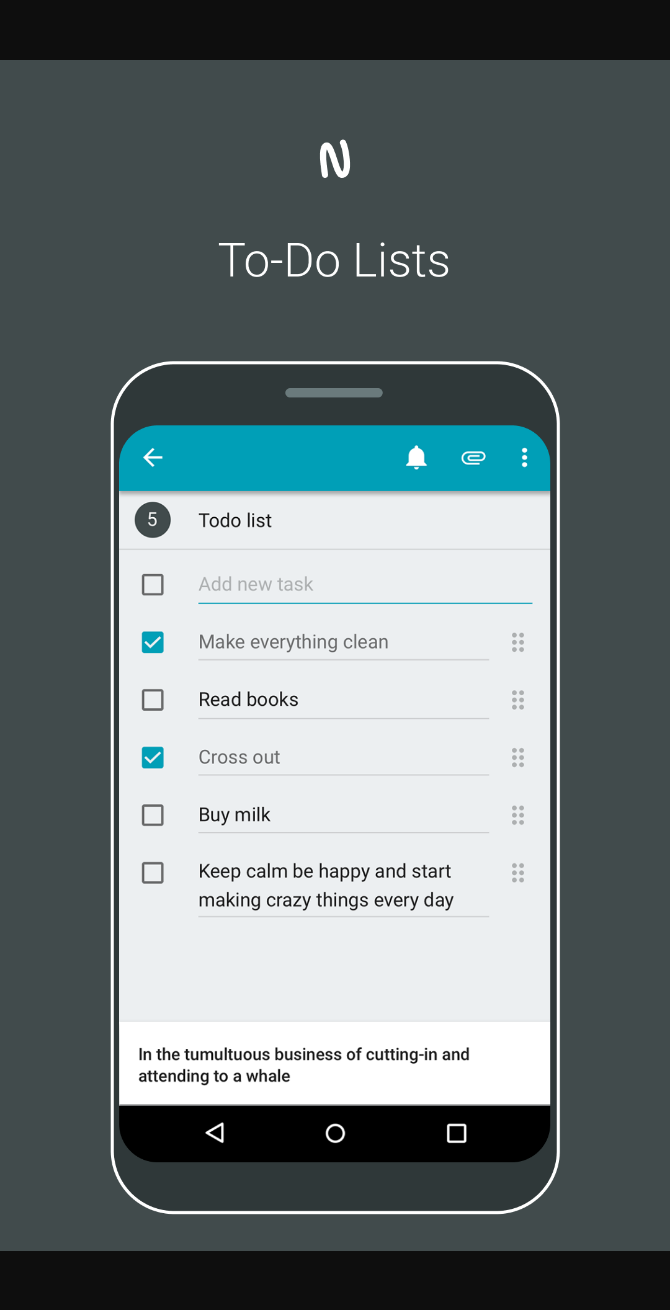 N
To-Do Lists
5
Todo list
Add new task
Make everything clean
Read books
Cross out
Buy milk
Keep calm be happy and start
making crazy things every day
In the tumultuous business of cutting-in and
attending to a whale